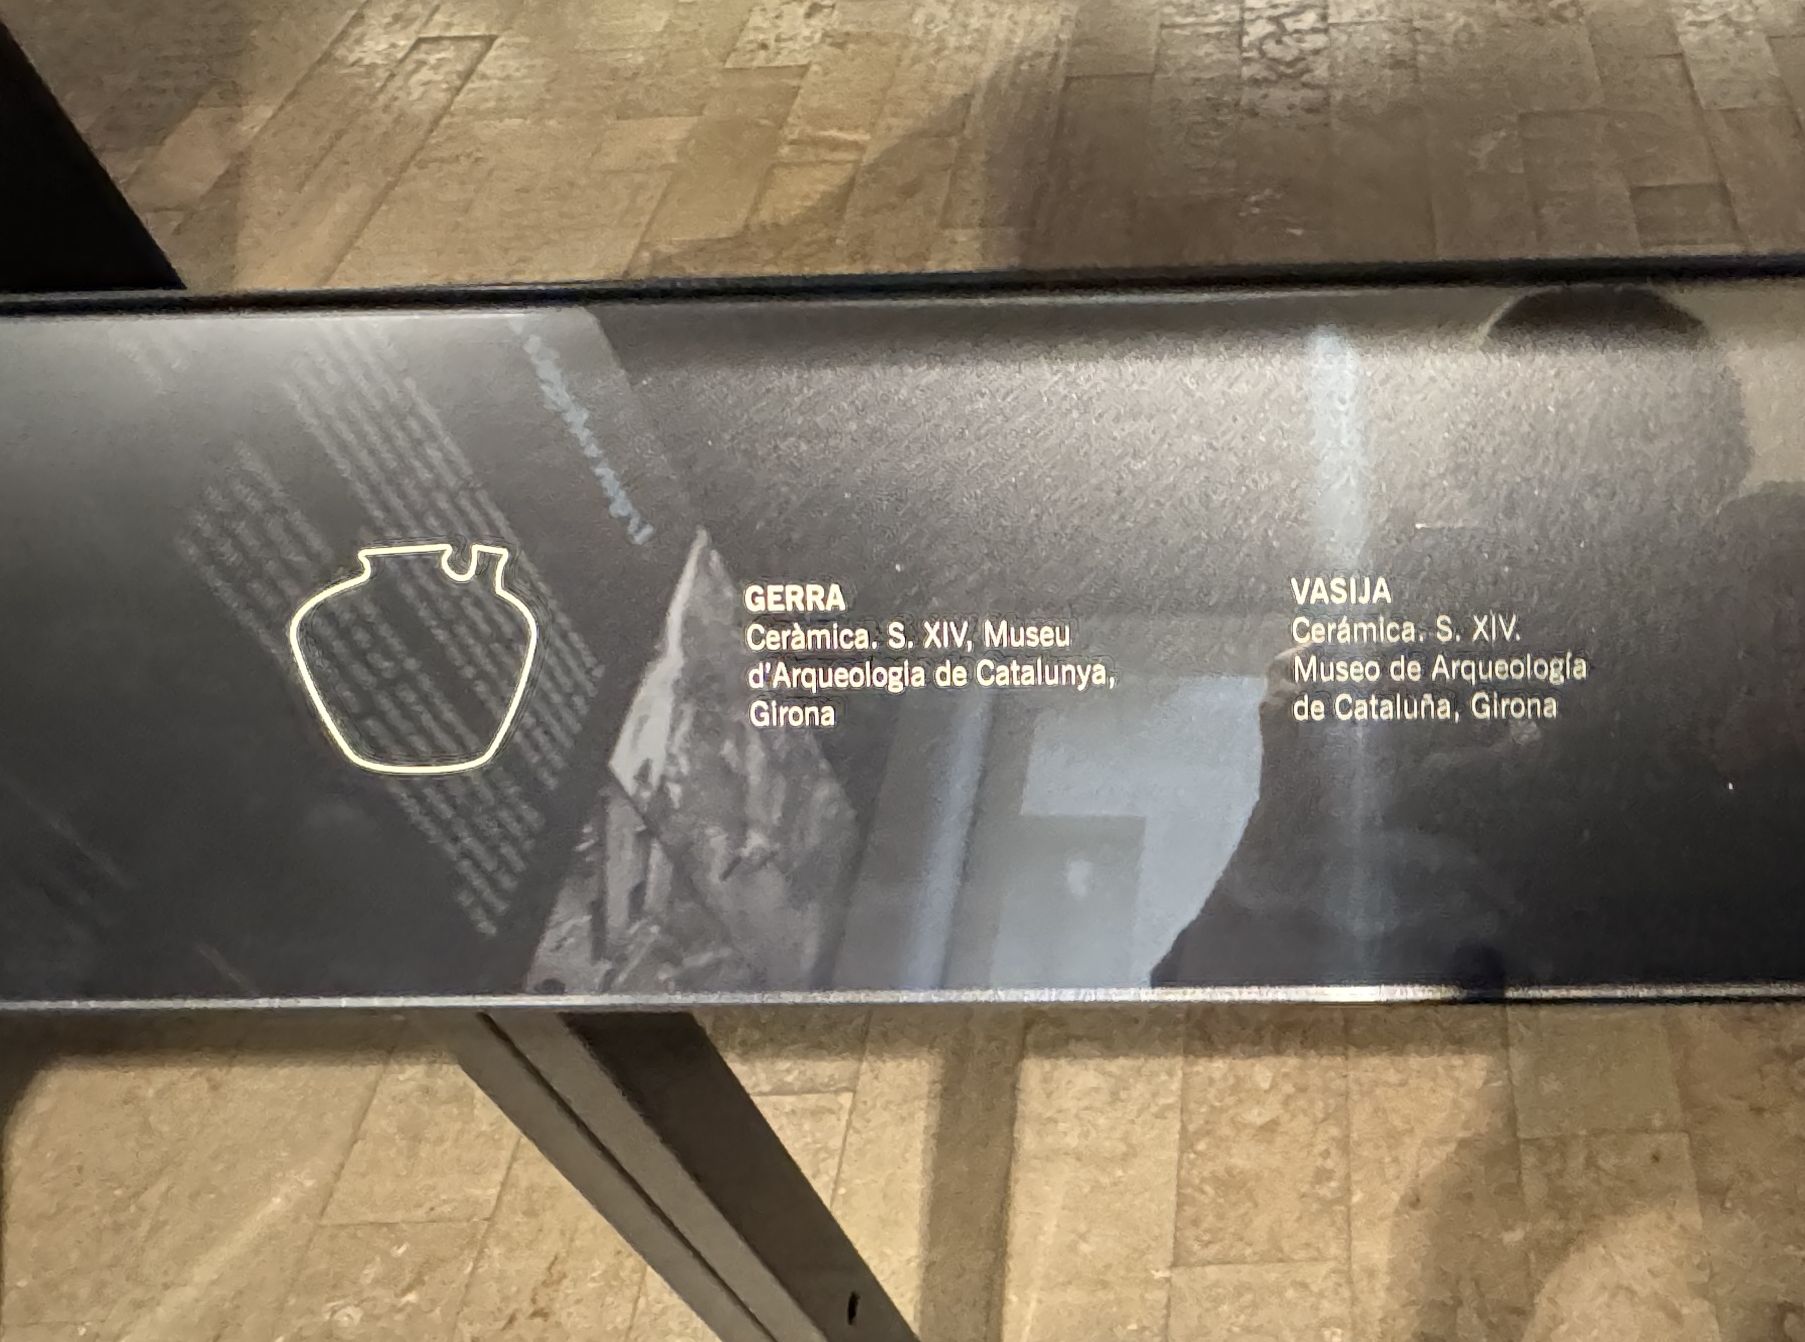 GERRA
Ceràmica. S. XIV, Museu
d'Arqueologia de Catalunya,
Girona
VASIJA
Cerámica. S. XIV.
Museo de Arqueología
de Cataluña, Girona